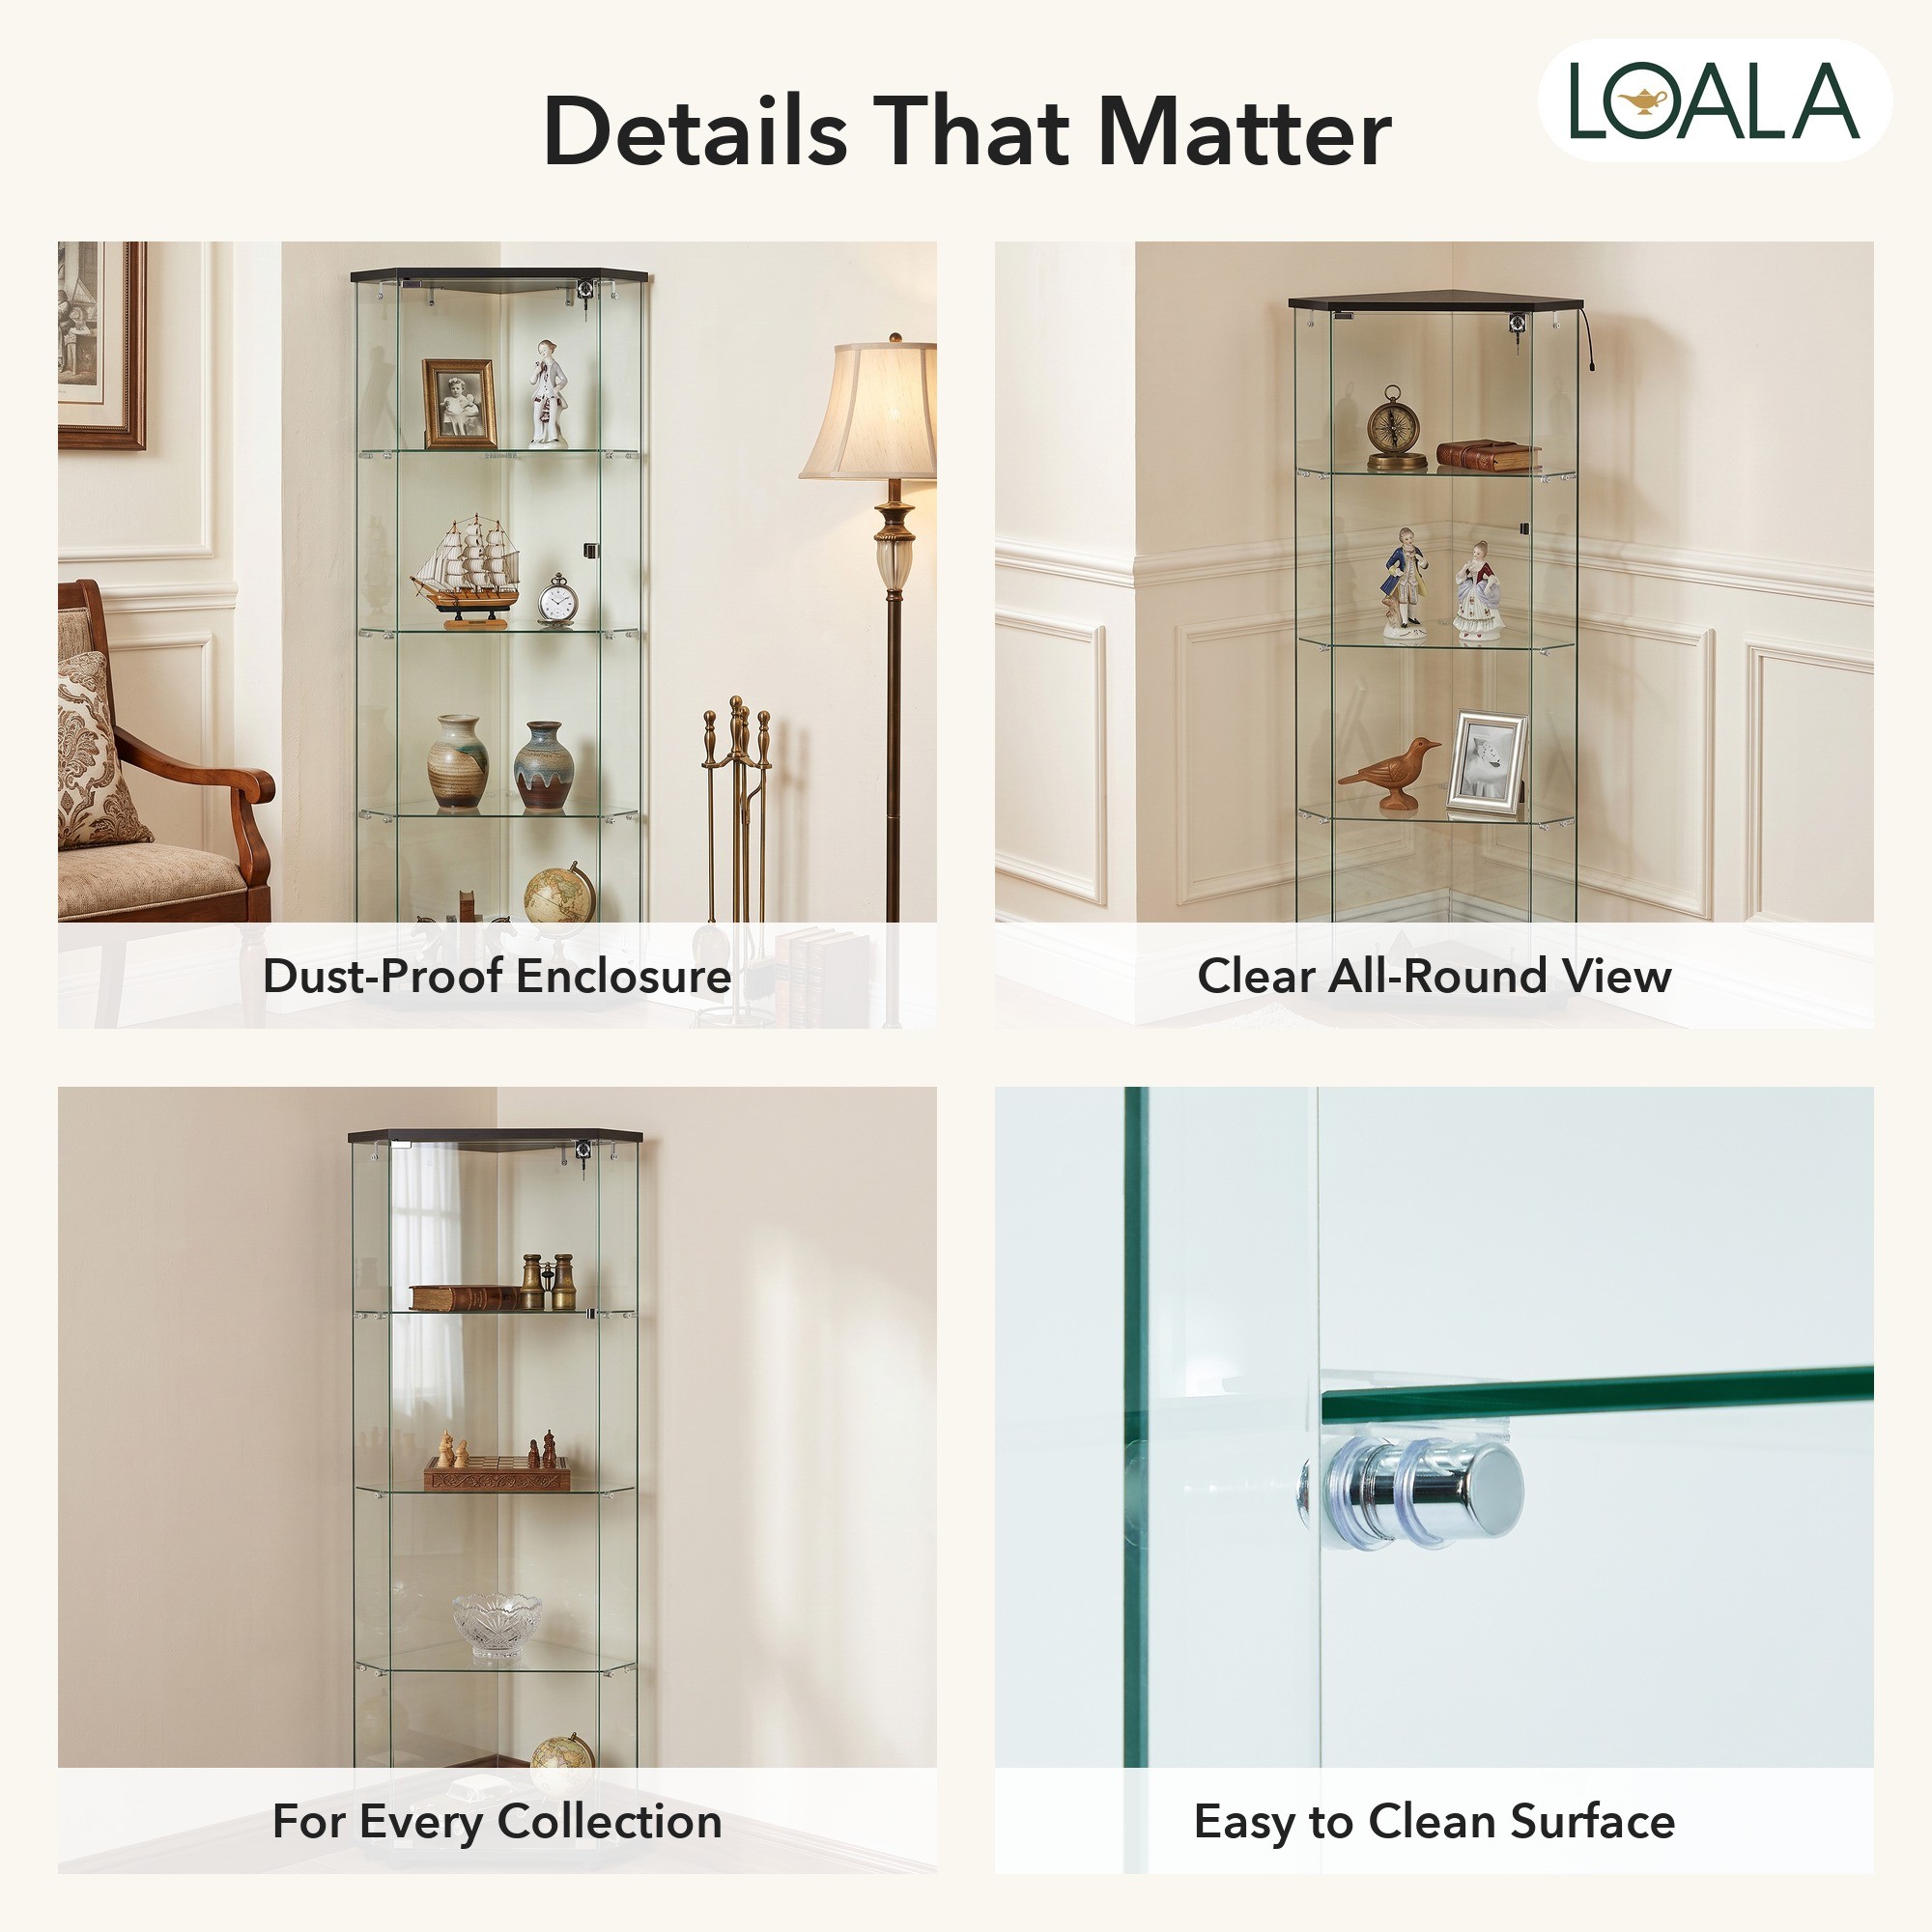 LOALA
Details That Matter
Dust-Proof Enclosure
Clear All-Round View
For Every Collection
Easy to Clean Surface